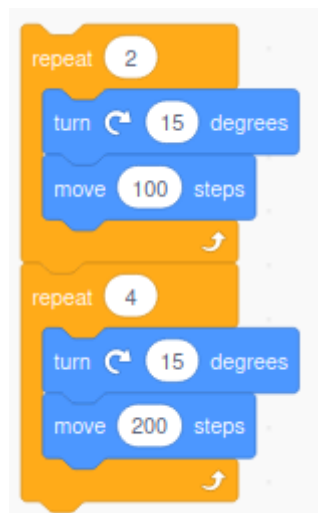 repeat 2
turn 15 degrees
move 100 steps
repeat 4
turn 15 degrees
move 200 steps